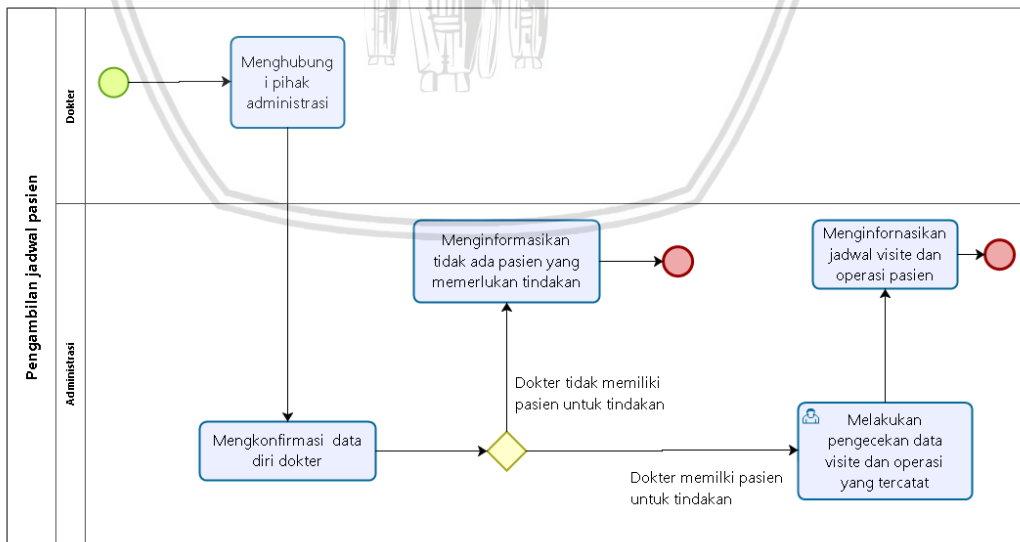 Pengambilan jadwal pasien
Dokter
Menghubung
i pihak
administrasi
Administrasi
Menginformasikan
tidak ada pasien yang
memerlukan tindakan
Menginfornasikan
jadwal visite dan
operasi pasien
Dokter tidak memiliki
pasien untuk tindakan
Mengkonfirmasi data
diri dokter
Dokter memilki pasien
untuk tindakan
Melakukan
pengecekan data
visite dan operasi
yang tercatat